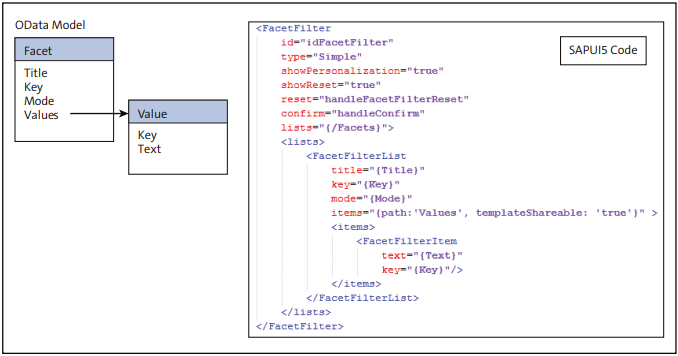 OData Model
Facet
Title
Key
Mode
Values
Value
Key
Text
SAPUI5 Code
<FacetFilter
id="idFacetFilter"
type="Simple"
showPersonalization="true"
showReset="true"
reset="handleFacetFilterReset"
confirm="handleConfirm"
lists="{/Facets}">
<lists>
<FacetFilterList
title="{Title}"
key="{Key}"
mode="{Mode}"
items="{path:'Values', templateShareable: 'true'}" >
<items>
<FacetFilterItem
text="{Text}"
key="{Key}"/>
</items>
</FacetFilterList>
</lists>
</FacetFilter>